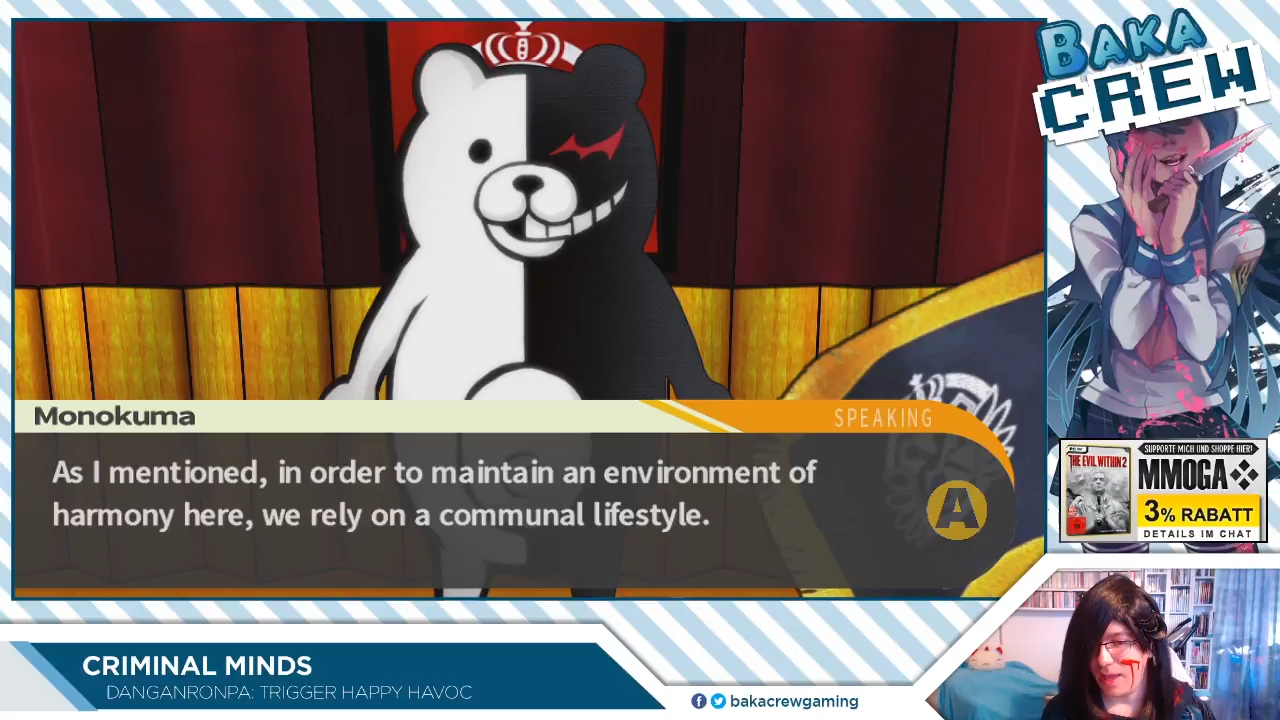 BAKA
CREW
Monokuma
SPEAKING
As I mentioned, in order to maintain an environment of
harmony here, we rely on a communal lifestyle.
A
THE EVIL WITHIN 2
SUPPORTE MICH UND SHOPPE HIER!
MMOGA
3% RABATT
DETAILS IM CHAT
CRIMINAL MINDS
DANGANRONPA: TRIGGER HAPPY HAVOC
bakacrewgaming